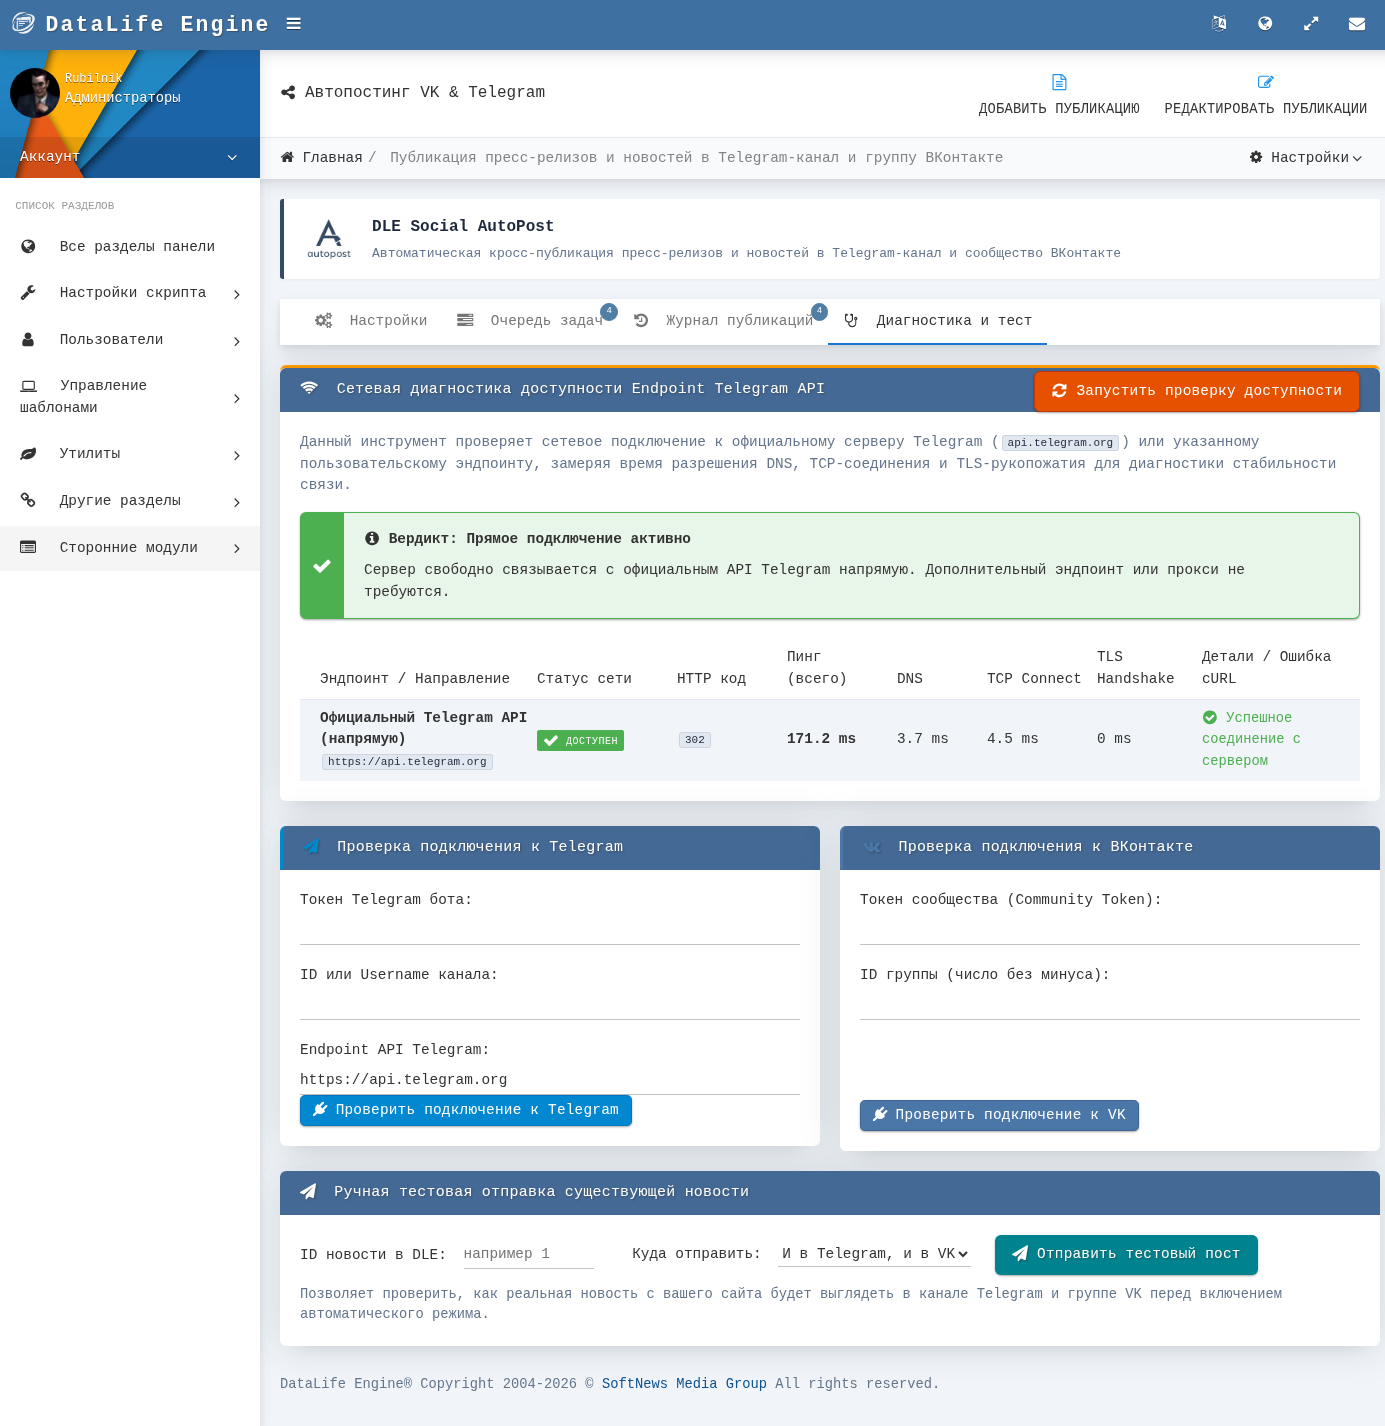 DataLife Engine
Rubilnik
Администраторы
Аккаунт
СПИСОК РАЗДЕЛОВ
Все разделы панели
Настройки скрипта
Пользователи
Управление
шаблонами
Утилиты
Другие разделы
Сторонние модули
Автопостинг VK & Telegram
ДОБАВИТЬ ПУБЛИКАЦИЮ
РЕДАКТИРОВАТЬ ПУБЛИКАЦИИ
Главная / Публикация пресс-релизов и новостей в Telegram-канал и группу ВКонтакте
Настройки
autopost
DLE Social AutoPost
Автоматическая кросс-публикация пресс-релизов и новостей в Telegram-канал и сообщество ВКонтакте
Настройки
Очередь задач 4
Журнал публикаций 4
Диагностика и тест
Сетевая диагностика доступности Endpoint Telegram API
Запустить проверку доступности
Данный инструмент проверяет сетевое подключение к официальному серверу Telegram ( api.telegram.org ) или указанному
пользовательскому эндпоинту, замеряя время разрешения DNS, TCP-соединения и TLS-рукопожатия для диагностики стабильности
связи.
Вердикт: Прямое подключение активно
Сервер свободно связывается с официальным API Telegram напрямую. Дополнительный эндпоинт или прокси не
требуются.
Эндпоинт / Направление
Статус сети
HTTP код
Пинг
(всего)
DNS
TCP Connect
TLS
Handshake
Детали / Ошибка
cURL
Официальный Telegram API
(напрямую)
https://api.telegram.org
ДОСТУПЕН
302
171.2 ms
3.7 ms
4.5 ms
0 ms
Успешное
соединение с
сервером
Проверка подключения к Telegram
Токен Telegram бота:
ID или Username канала:
Endpoint API Telegram:
https://api.telegram.org
Проверить подключение к Telegram
Проверка подключения к ВКонтакте
Токен сообщества (Community Token):
ID группы (число без минуса):
Проверить подключение к VK
Ручная тестовая отправка существующей новости
ID новости в DLE:
например 1
Куда отправить:
И в Telegram, и в VK
Отправить тестовый пост
Позволяет проверить, как реальная новость с вашего сайта будет выглядеть в канале Telegram и группе VK перед включением
автоматического режима.
DataLife Engine® Copyright 2004-2026 © SoftNews Media Group All rights reserved.